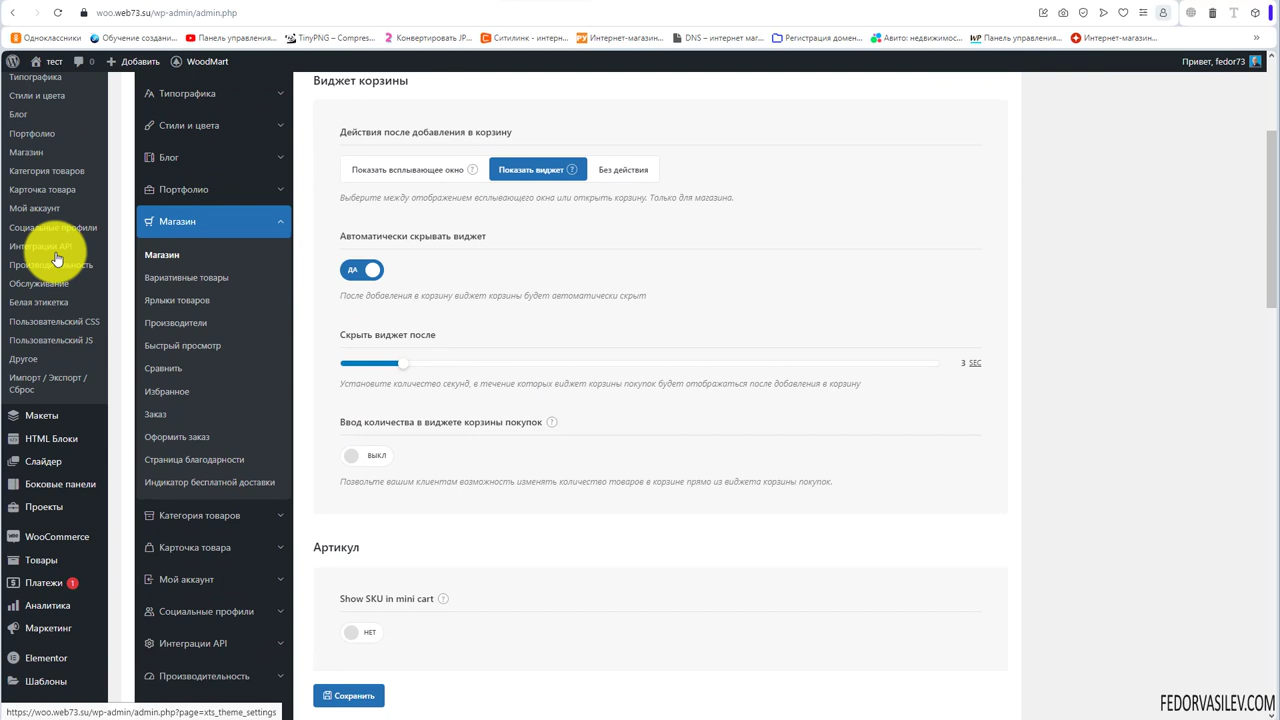 woo.web73.su/wp-admin/admin.php
Одноклассники
Обучение создани...
Панель управления...
TinyPNG – Compres...
Конвертировать JP...
Ситилинк - интерн...
Интернет-магазин...
DNS – интернет маг...
Регистрация домен...
Авито: недвижимос...
Панель управления...
Интернет-магазин...
»
тест
0
Добавить
WoodMart
Привет, fedor73
Типографика
Стили и цвета
Блог
Портфолио
Магазин
Категория товаров
Карточка товара
Мой аккаунт
Социальные профили
Интеграции API
Производительность
Обслуживание
Белая этикетка
Пользовательский CSS
Пользовательский JS
Другое
Импорт / Экспорт /
Сброс
Макеты
HTML Блоки
Слайдер
Боковые панели
Проекты
WooCommerce
Товары
Платежи 1
Аналитика
Маркетинг
Elementor
Шаблоны
Типографика
Стили и цвета
Блог
Портфолио
Магазин
Магазин
Вариативные товары
Ярлыки товаров
Производители
Быстрый просмотр
Сравнить
Избранное
Заказ
Оформить заказ
Страница благодарности
Индикатор бесплатной доставки
Категория товаров
Карточка товара
Мой аккаунт
Социальные профили
Интеграции API
Производительность
Виджет корзины
Действия после добавления в корзину
Показать всплывающее окно ?
Показать виджет ?
Без действия
Выберите между отображением всплывающего окна или открыть корзину. Только для магазина.
Автоматически скрывать виджет
ДА
После добавления в корзину виджет корзины будет автоматически скрыт
Скрыть виджет после
3 SEC
Установите количество секунд, в течение которых виджет корзины покупок будет отображаться после добавления в корзину
Ввод количества в виджете корзины покупок ?
ВЫКЛ
Позвольте вашим клиентам возможность изменять количество товаров в корзине прямо из виджета корзины покупок.
Артикул
Show SKU in mini cart ?
НЕТ
Сохранить
https://woo.web73.su/wp-admin/admin.php?page=xts_theme_settings
FEDORVASILEV.COM